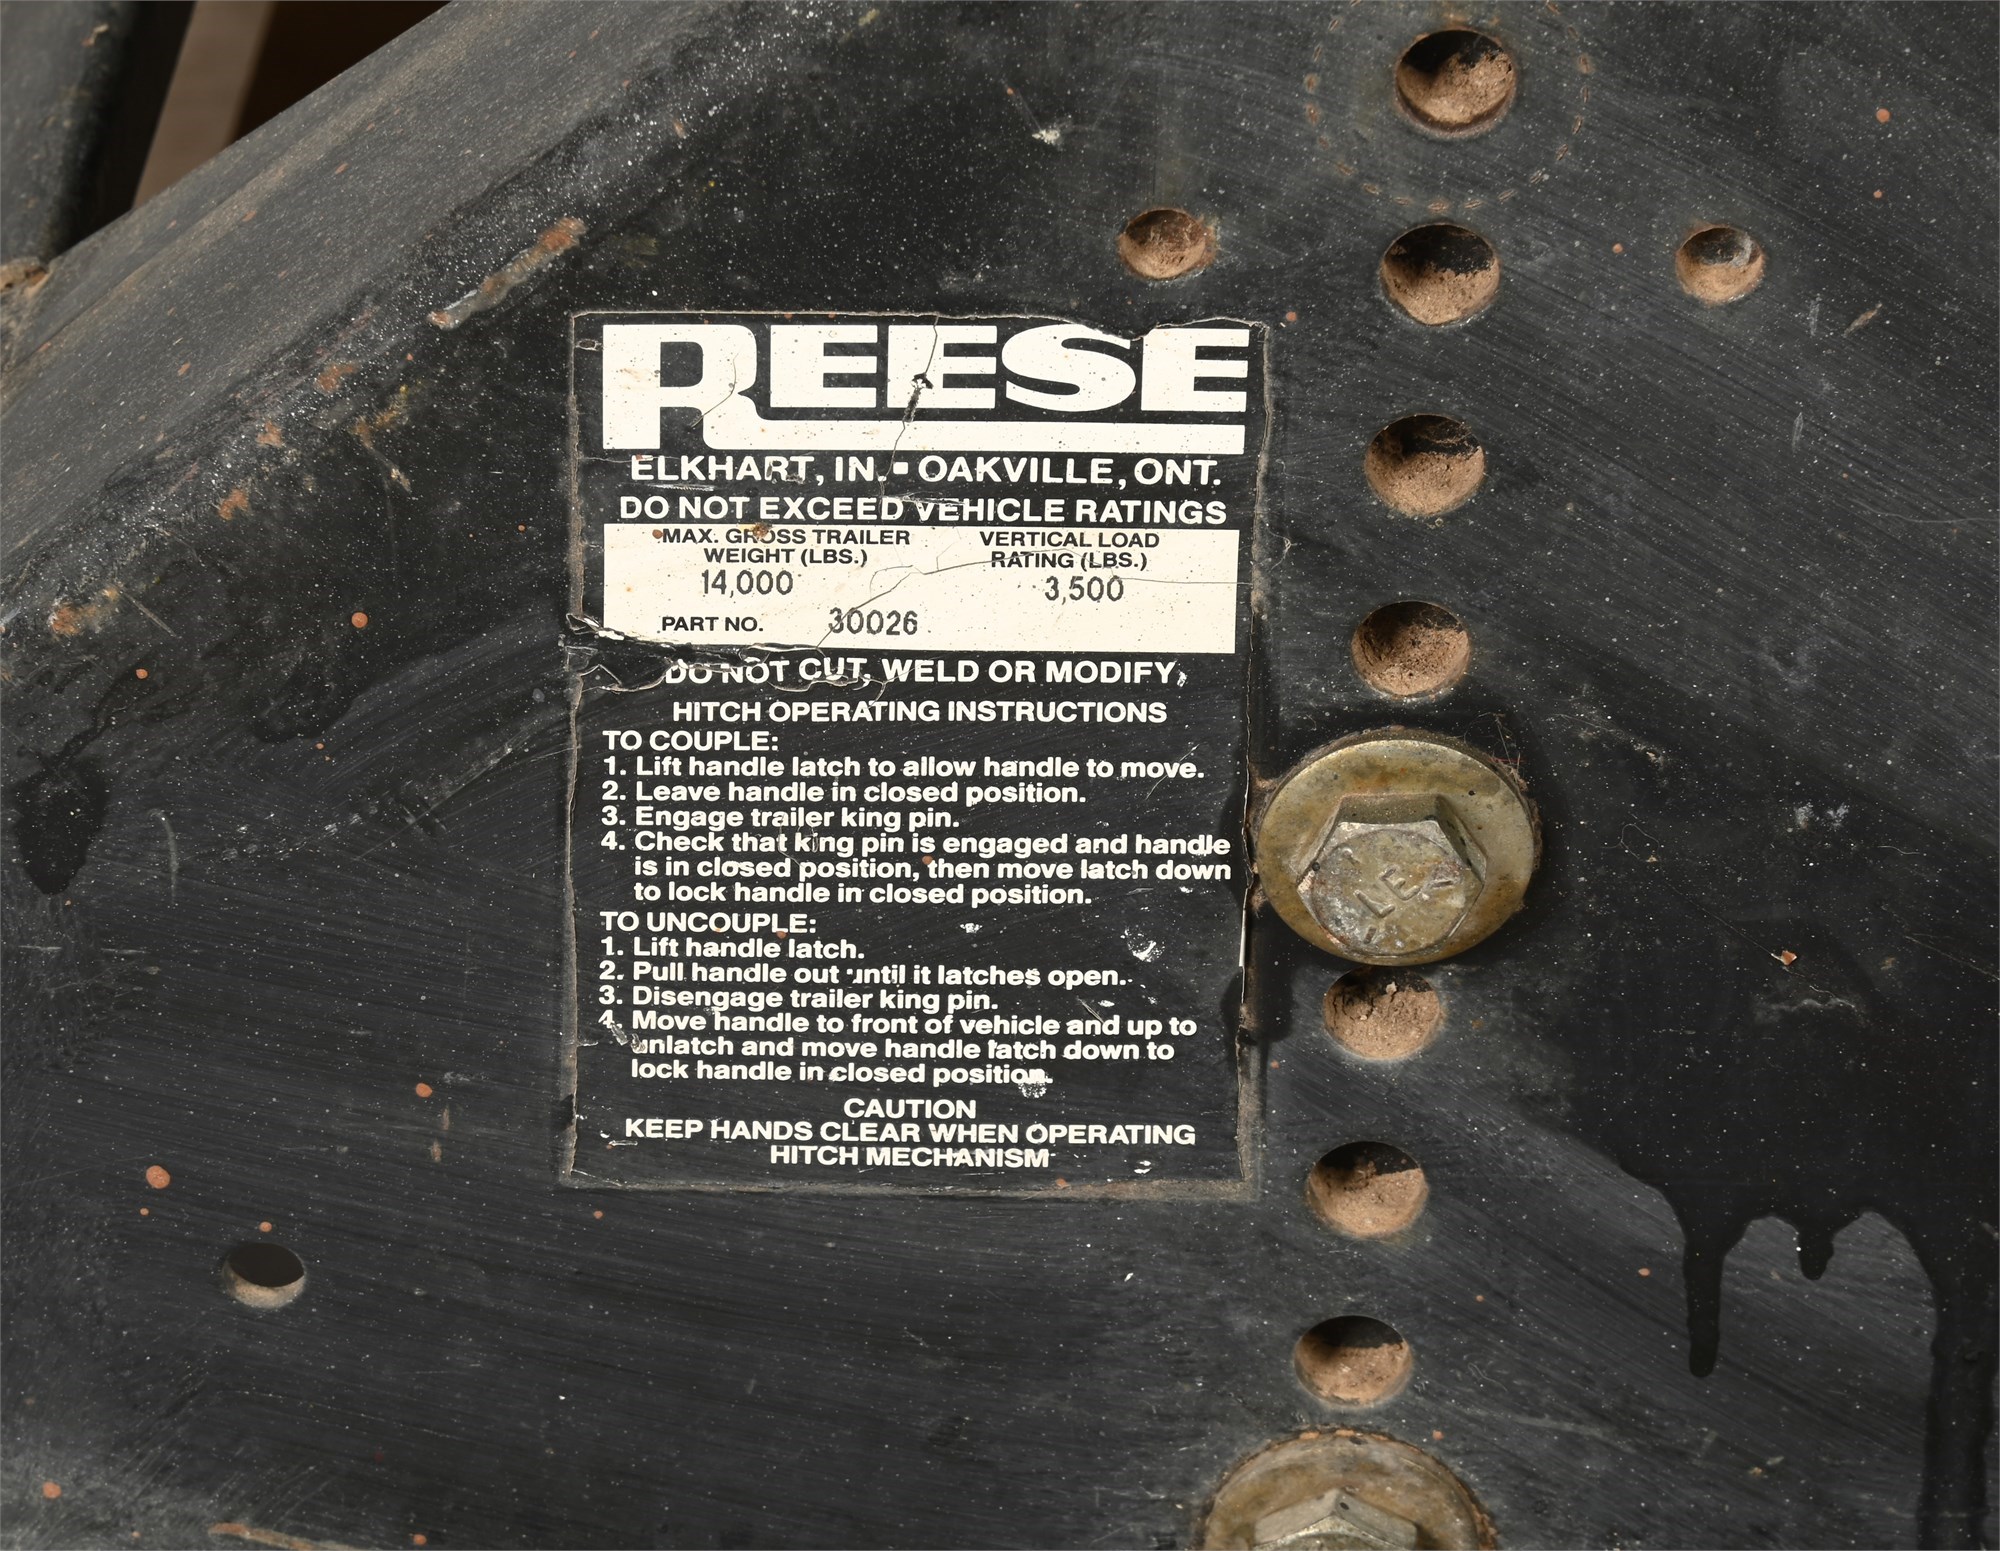 REESE
ELKHART, IN. ▪ OAKVILLE, ONT.
DO NOT EXCEED VEHICLE RATINGS
MAX. GROSS TRAILER WEIGHT (LBS.)
14,000
VERTICAL LOAD RATING (LBS.)
3,500
PART NO. 30026
DO NOT CUT, WELD OR MODIFY,
HITCH OPERATING INSTRUCTIONS
TO COUPLE:
1. Lift handle latch to allow handle to move.
2. Leave handle in closed position.
3. Engage trailer king pin.
4. Check that king pin is engaged and handle
is in closed position, then move latch down
to lock handle in closed position.
TO UNCOUPLE:
1. Lift handle latch.
2. Pull handle out until it latches open.
3. Disengage trailer king pin.
4. Move handle to front of vehicle and up to
unlatch and move handle latch down to
lock handle in closed position.
CAUTION
KEEP HANDS CLEAR WHEN OPERATING
HITCH MECHANISM